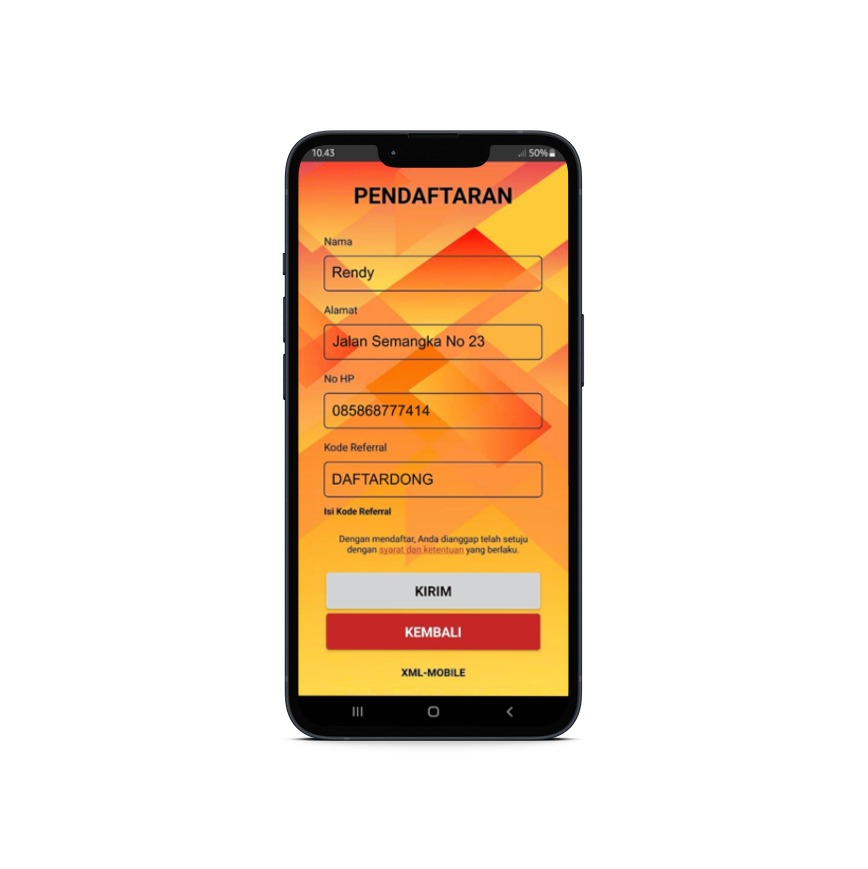 10.43
50%
PENDAFTARAN
Nama
Rendy
Alamat
Jalan Semangka No 23
No HP
085868777414
Kode Referral
DAFTARDONG
Isi Kode Referral
Dengan mendaftar, Anda dianggap telah setuju
dengan syarat dan ketentuan yang berlaku.
KIRIM
KEMBALI
XML-MOBILE